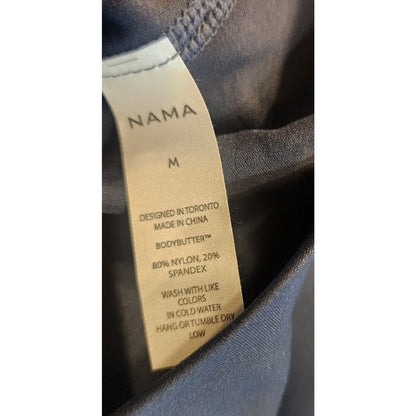 NAMA
M
DESIGNED IN TORONTO
MADE IN CHINA
BODYBUTTER™
80% NYLON, 20%
SPANDEX
WASH WITH LIKE
COLORS
IN COLD WATER
HANG OR TUMBLE DRY
LOW